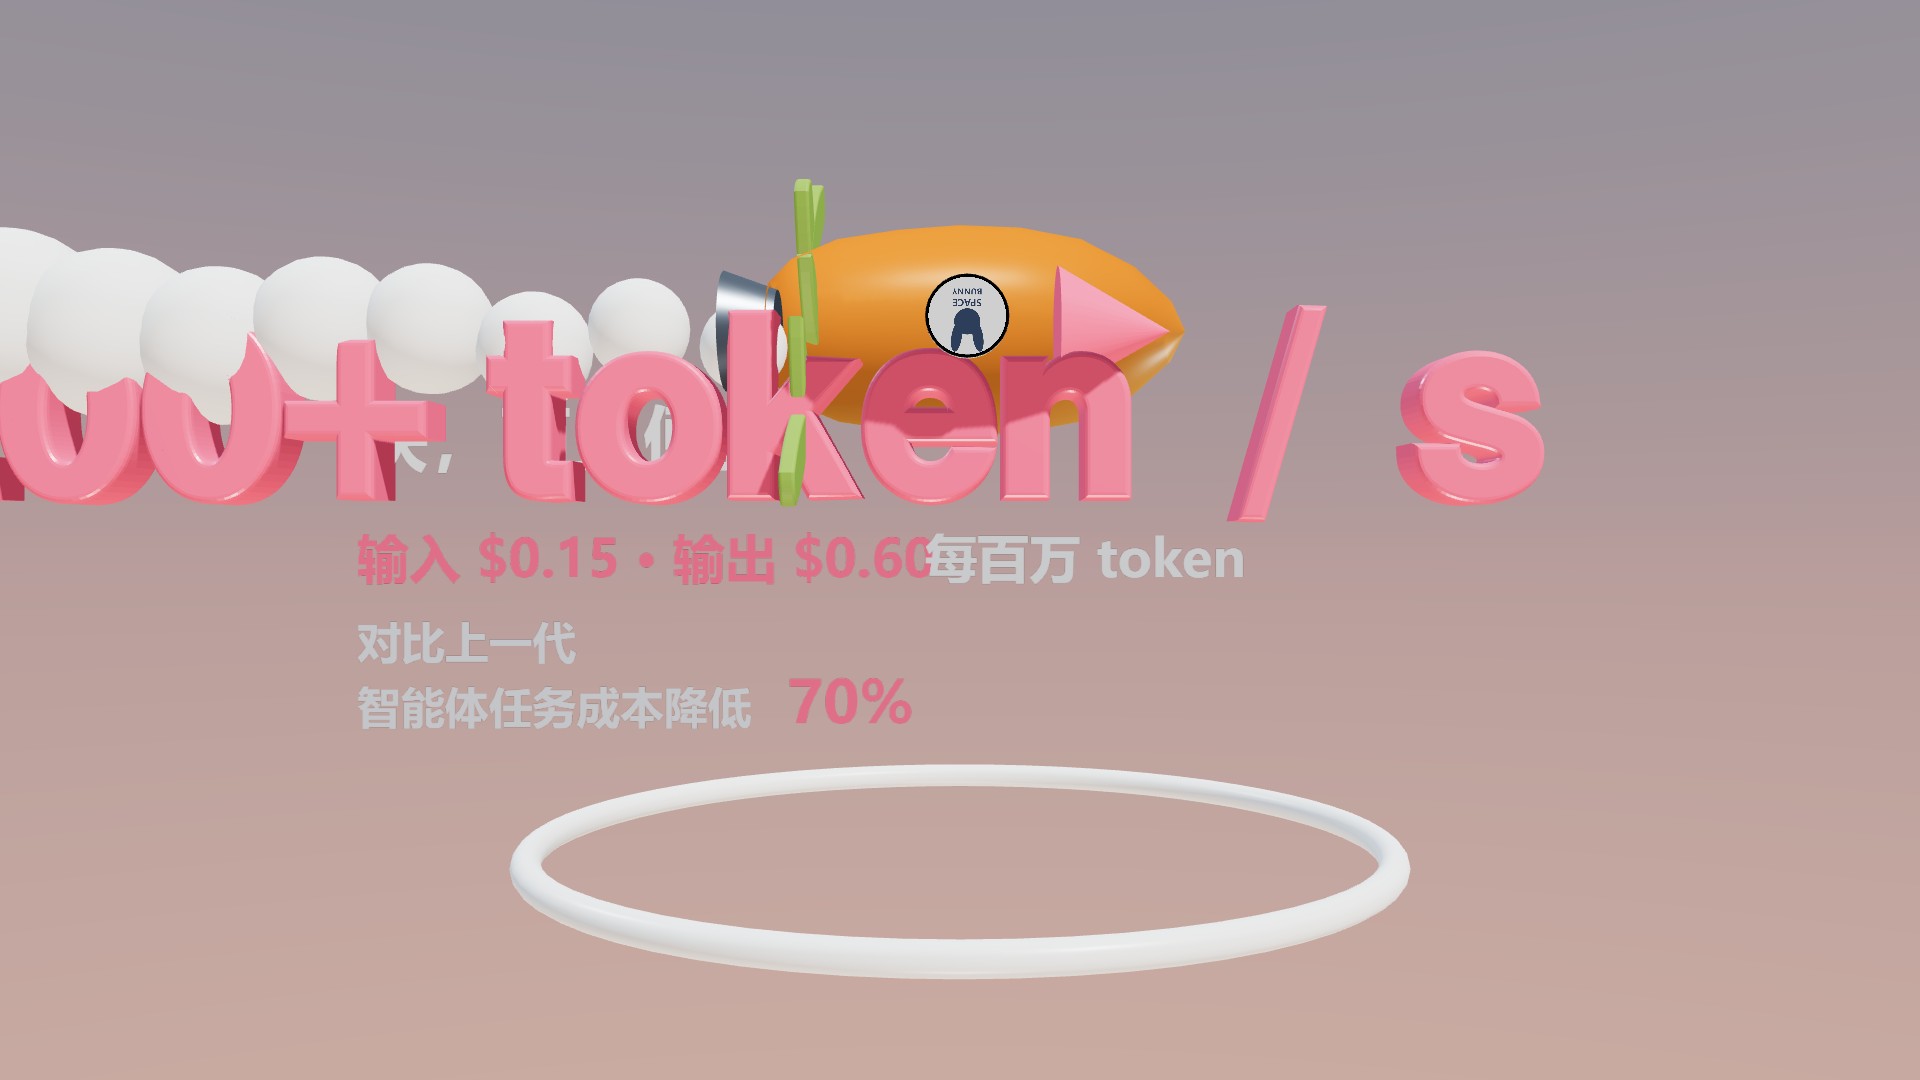 SPACE
BUNNY
00+ token / s
输入 $0.15 · 输出 $0.60 每百万 token
对比上一代
智能体任务成本降低 70%